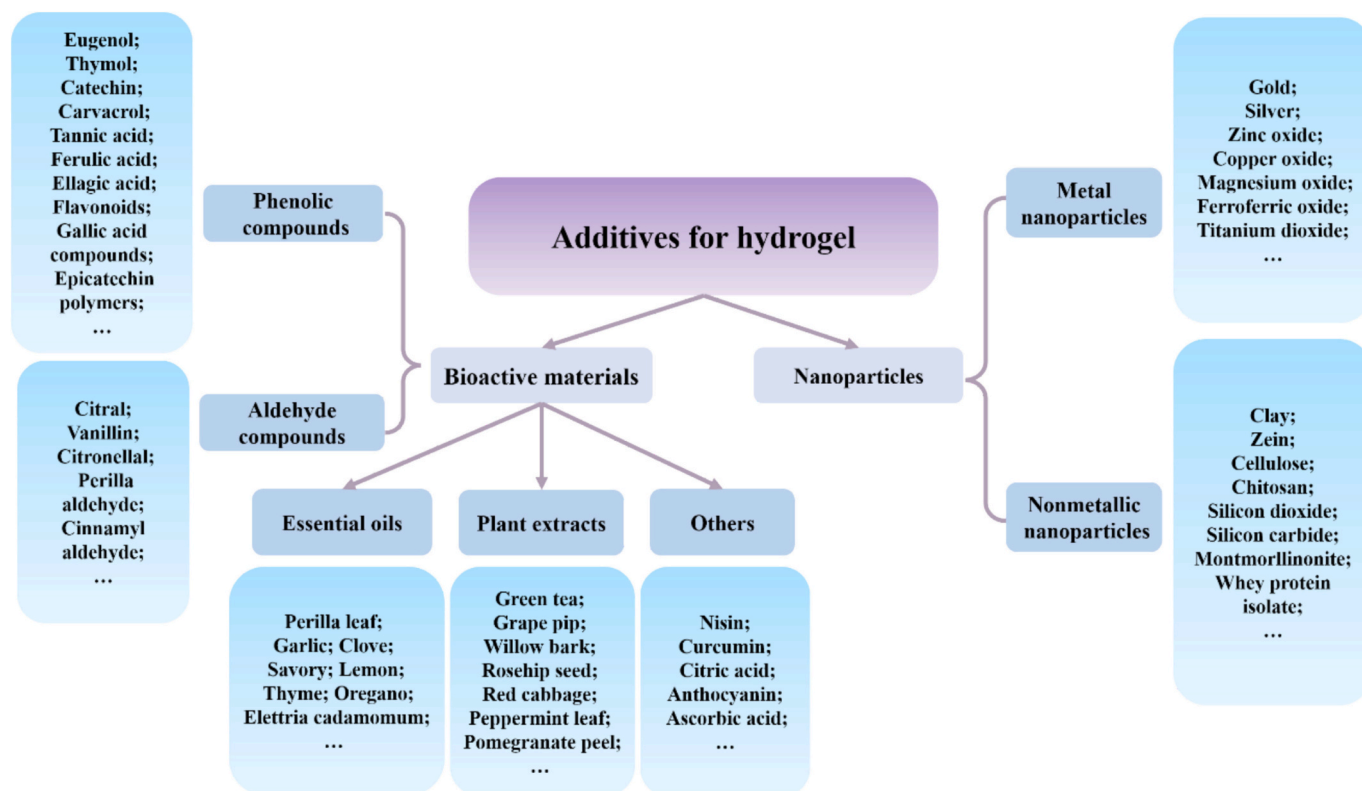 Additives for hydrogel
Bioactive materials
Nanoparticles
Phenolic
compounds
Eugenol;
Thymol;
Catechin;
Carvacrol;
Tannic acid;
Ferulic acid;
Ellagic acid;
Flavonoids;
Gallic acid
compounds;
Epicatechin
polymers;
…
Aldehyde
compounds
Citral;
Vanillin;
Citronellal;
Perilla
aldehyde;
Cinnamyl
aldehyde;
…
Essential oils
Perilla leaf;
Garlic; Clove;
Savory; Lemon;
Thyme; Oregano;
Elettria cadamomum;
…
Plant extracts
Green tea;
Grape pip;
Willow bark;
Rosehip seed;
Red cabbage;
Peppermint leaf;
Pomegranate peel;
…
Others
Nisin;
Curcumin;
Citric acid;
Anthocyanin;
Ascorbic acid;
…
Metal
nanoparticles
Gold;
Silver;
Zinc oxide;
Copper oxide;
Magnesium oxide;
Ferroferric oxide;
Titanium dioxide;
…
Nonmetallic
nanoparticles
Clay;
Zein;
Cellulose;
Chitosan;
Silicon dioxide;
Silicon carbide;
Montmorllinonite;
Whey protein
isolate;
…